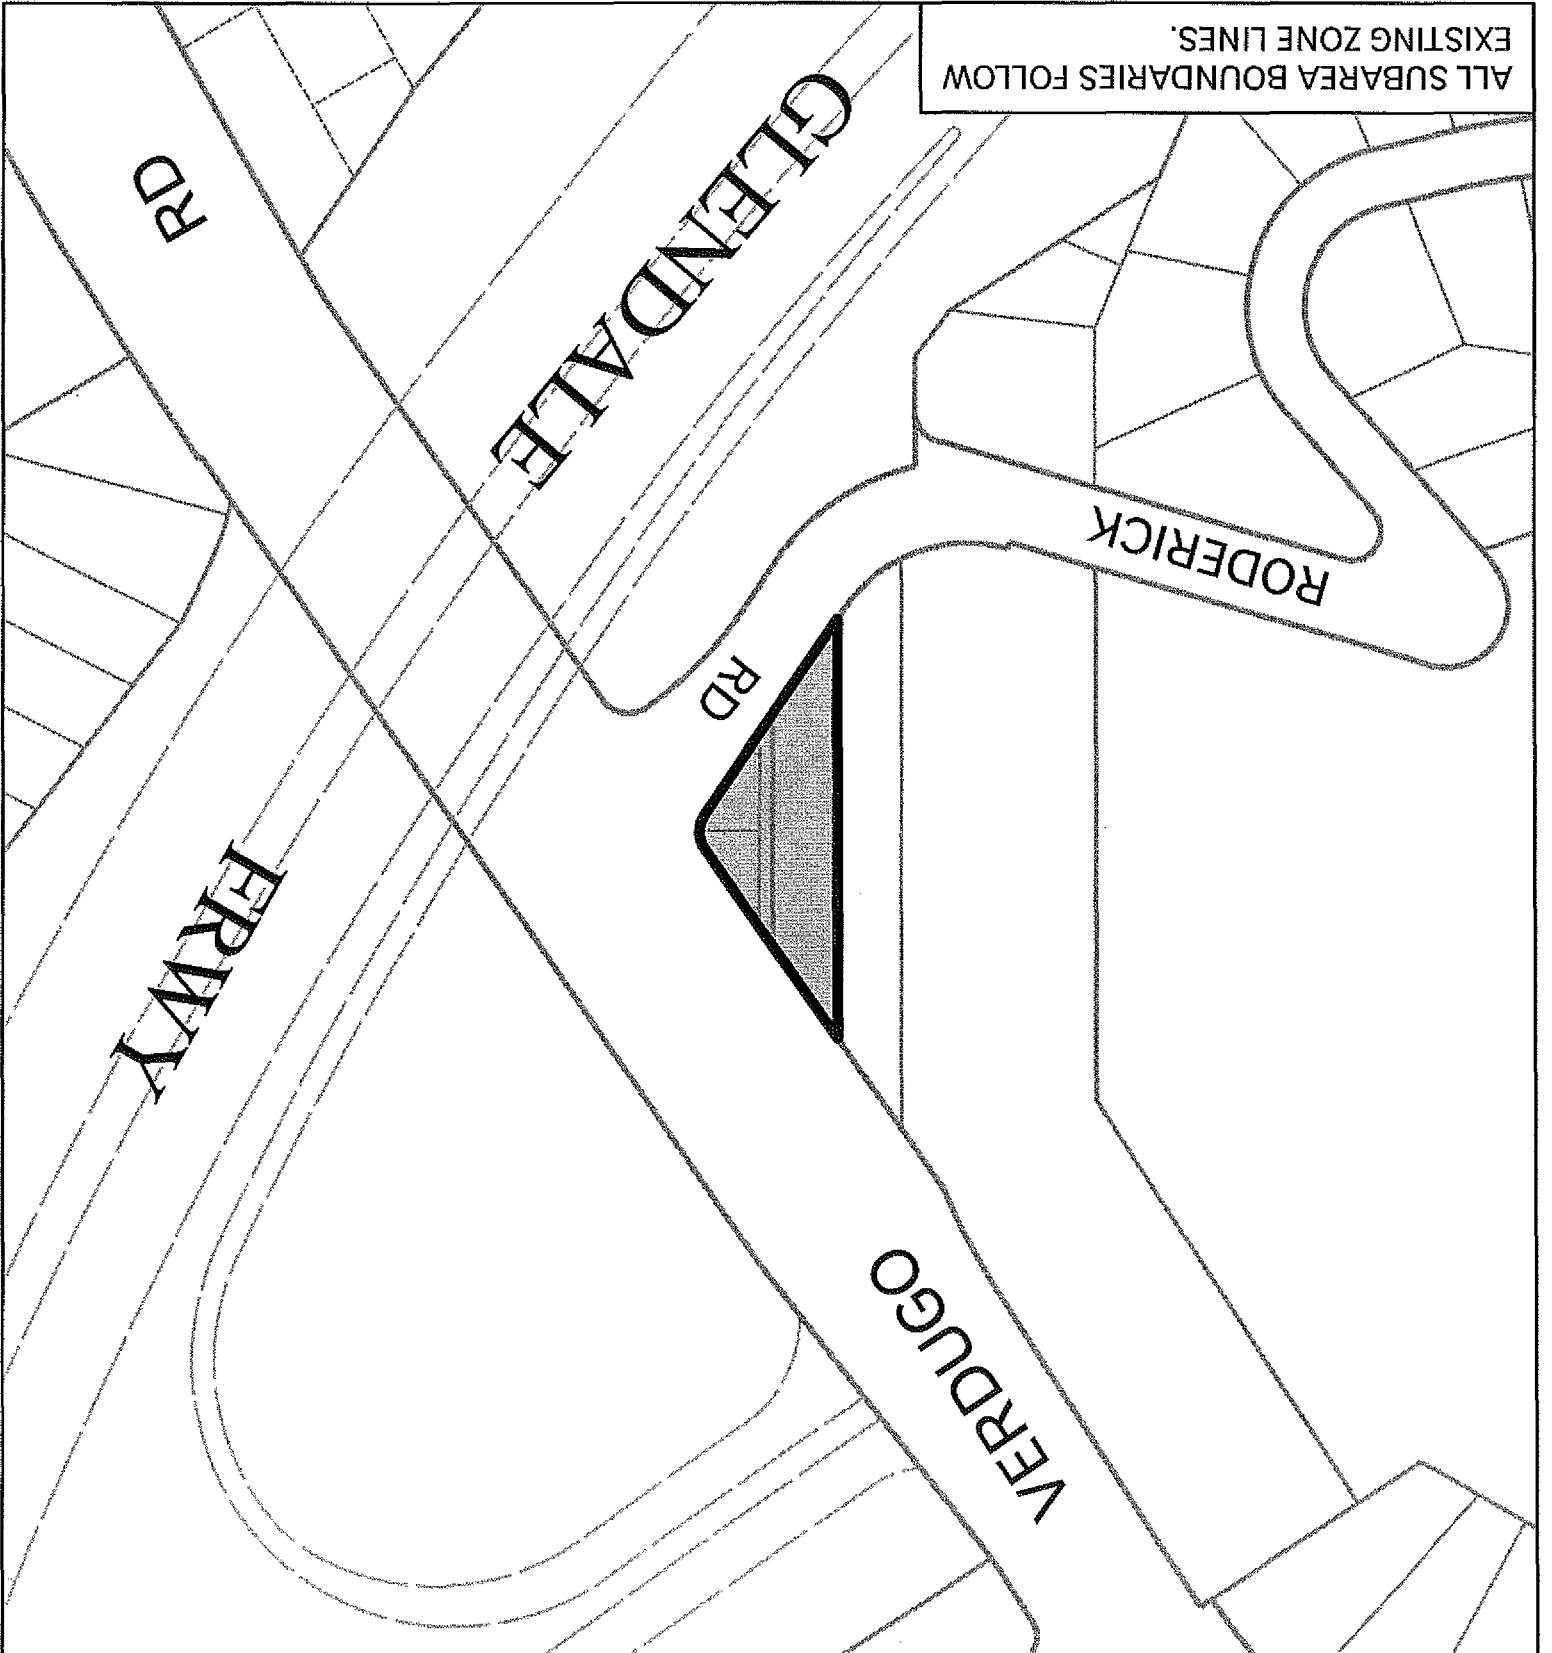 VERDUGO
RD
GLENDALE
FRWY
RODERICK
RD
ALL SUBAREA BOUNDARIES FOLLOW
EXISTING ZONE LINES.